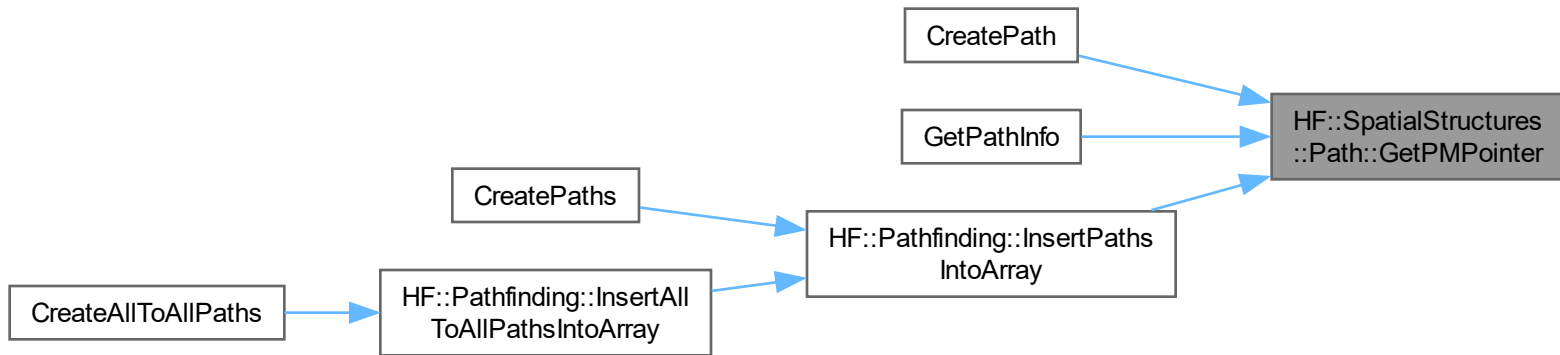 CreatePath
HF::SpatialStructures
::Path::GetPMPointer
GetPathInfo
CreatePaths
HF::Pathfinding::InsertPaths
IntoArray
HF::Pathfinding::InsertAll
ToAllPathsIntoArray
CreateAllToAllPaths